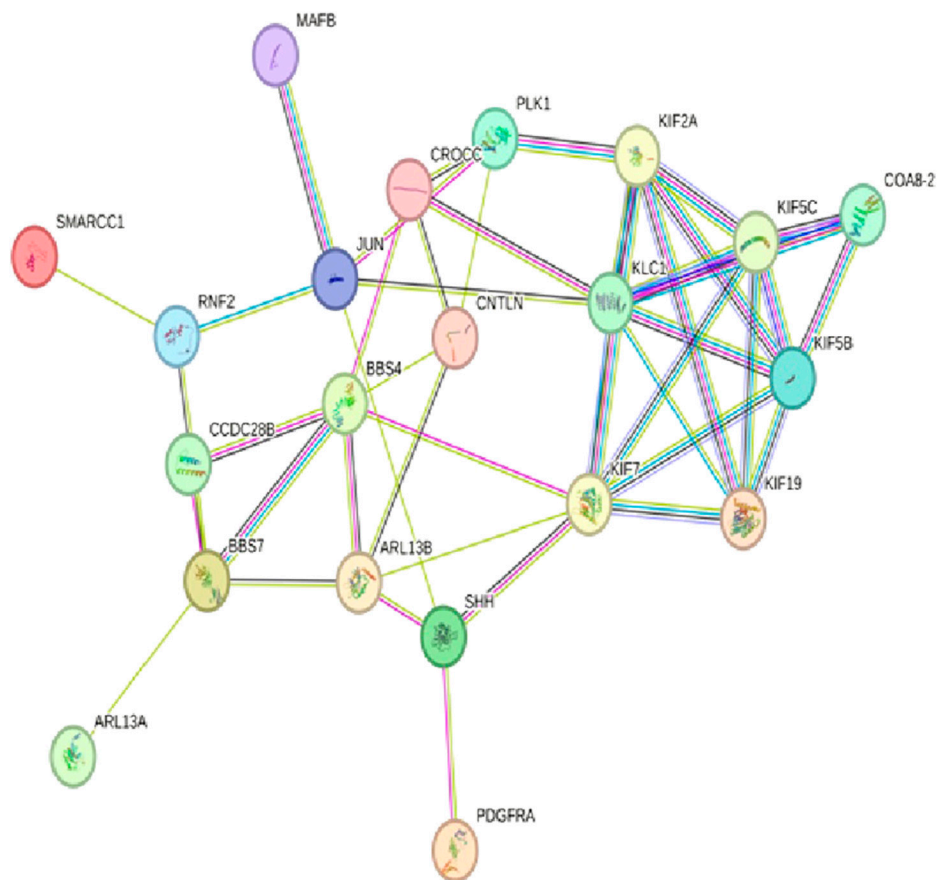 MAFB
PLK1
KIF2A
CROCC
COA8-2
KIF5C
SMARCC1
JUN
KLC1
RNF2
CNTLN
KIF5B
BBS4
CCDC28B
KIF7
KIF19
BBS7
ARL13B
SHH
ARL13A
PDGFRA